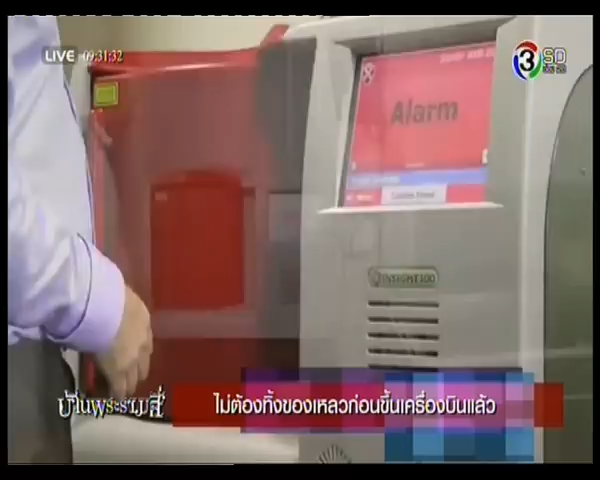 LIVE 09:31:32
3 SD
Alarm
INSIGHT100
บ้านพระรามสี่
ไม่ต้องทิ้งของเหลวก่อนขึ้นเครื่องบินแล้ว